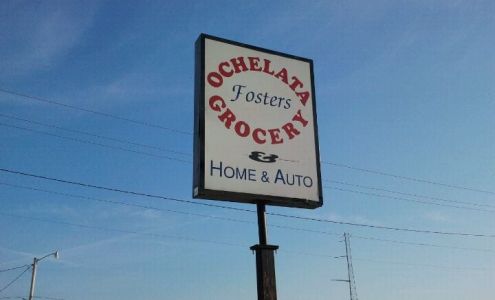 OCHELATA
Fosters
GROCERY
&
HOME & AUTO